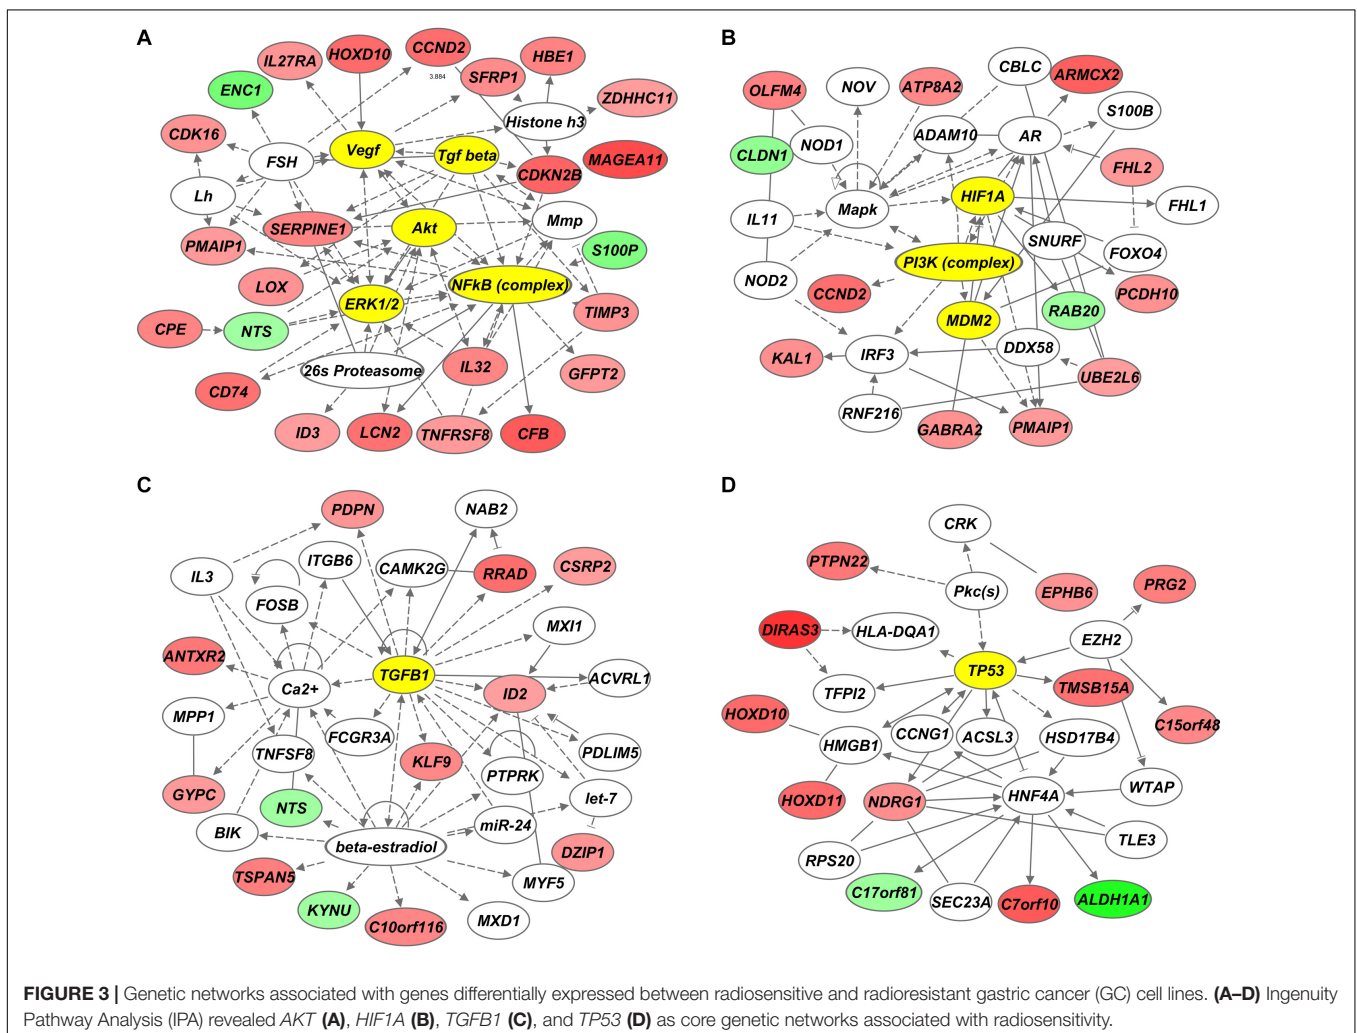 A
B
IL27RA
HOXD10
CCND2
3.884
SFRP1
HBE1
ENC1
ZDHHC11
Histone h3
CDK16
FSH
Vegf
Tgf beta
CDKN2B
MAGEA11
Lh
SERPINE1
Akt
Mmp
PMAIP1
S100P
LOX
ERK1/2
NFkB (complex)
TIMP3
CPE
NTS
26s Proteasome
IL32
GFPT2
CD74
ID3
LCN2
TNFRSF8
CFB
CBLC
ARMCX2
OLFM4
NOV
ATP8A2
S100B
CLDN1
NOD1
ADAM10
AR
FHL2
HIF1A
IL11
Mapk
FHL1
SNURF
FOXO4
NOD2
PI3K (complex)
CCND2
PCDH10
MDM2
RAB20
KAL1
IRF3
DDX58
UBE2L6
RNF216
GABRA2
PMAIP1
C
D
PDPN
NAB2
IL3
ITGB6
CAMK2G
RRAD
CSRP2
FOSB
MXI1
ANTXR2
Ca2+
TGFB1
ID2
ACVRL1
MPP1
FCGR3A
TNFSF8
KLF9
PDLIM5
PTPRK
GYPC
NTS
let-7
BIK
beta-estradiol
miR-24
DZIP1
TSPAN5
MYF5
KYNU
C10orf116
MXD1
CRK
PTPN22
Pkc(s)
EPHB6
PRG2
DIRAS3
HLA-DQA1
EZH2
TP53
TFPI2
TMSB15A
HOXD10
C15orf48
HMGB1
CCNG1
ACSL3
HSD17B4
HOXD11
NDRG1
HNF4A
WTAP
RPS20
TLE3
C17orf81
SEC23A
C7orf10
ALDH1A1
FIGURE 3 | Genetic networks associated with genes differentially expressed between radiosensitive and radioresistant gastric cancer (GC) cell lines. (A–D) Ingenuity
Pathway Analysis (IPA) revealed AKT (A), HIF1A (B), TGFB1 (C), and TP53 (D) as core genetic networks associated with radiosensitivity.